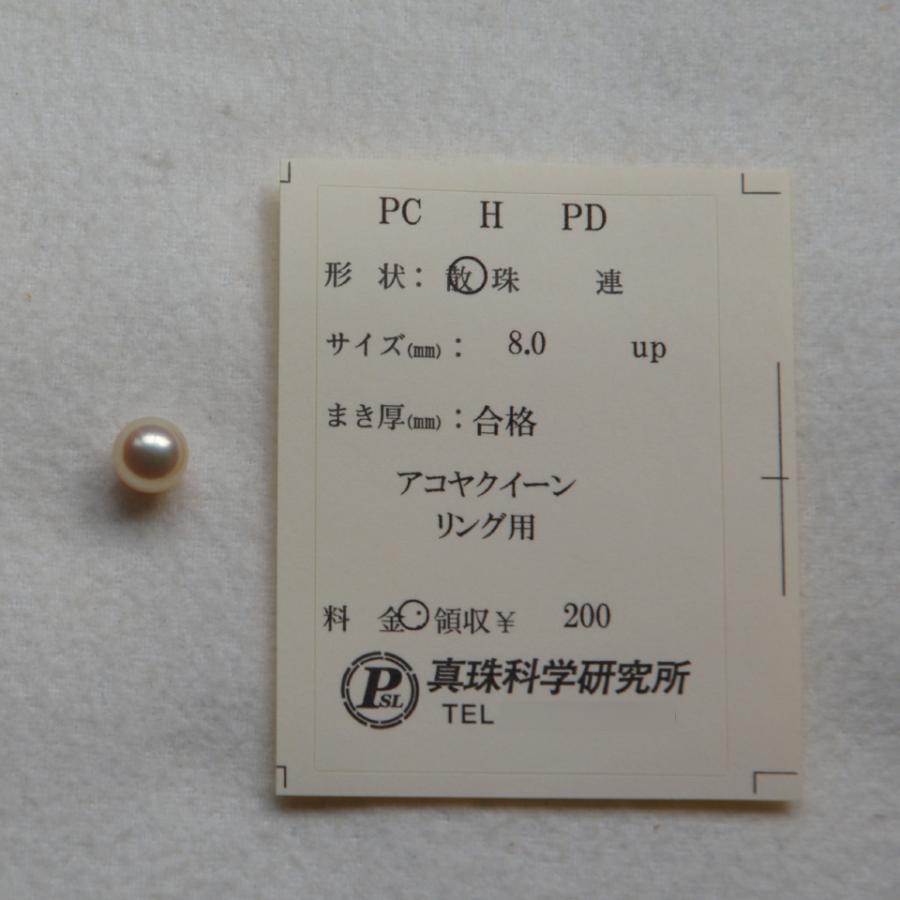 PC H PD
形 状： 散 珠 連
サイズ(㎜)： 8.0 up
まき厚(㎜)：合格
アコヤクイーン
リング用
料 金： 領収￥ 200
PSL 真珠科学研究所
TEL